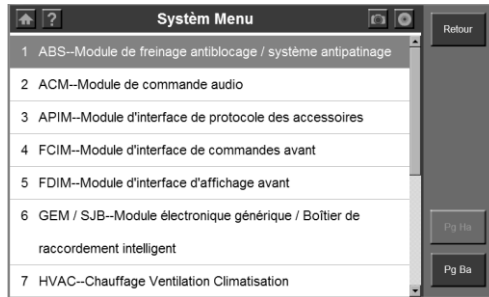 ? Systèm Menu
Retour
1 ABS--Module de freinage antiblocage / système antipatinage
2 ACM--Module de commande audio
3 APIM--Module d'interface de protocole des accessoires
4 FCIM--Module d'interface de commandes avant
5 FDIM--Module d'interface d'affichage avant
6 GEM / SJB--Module électronique générique / Boîtier de
raccordement intelligent
7 HVAC--Chauffage Ventilation Climatisation
Pg Ha
Pg Ba